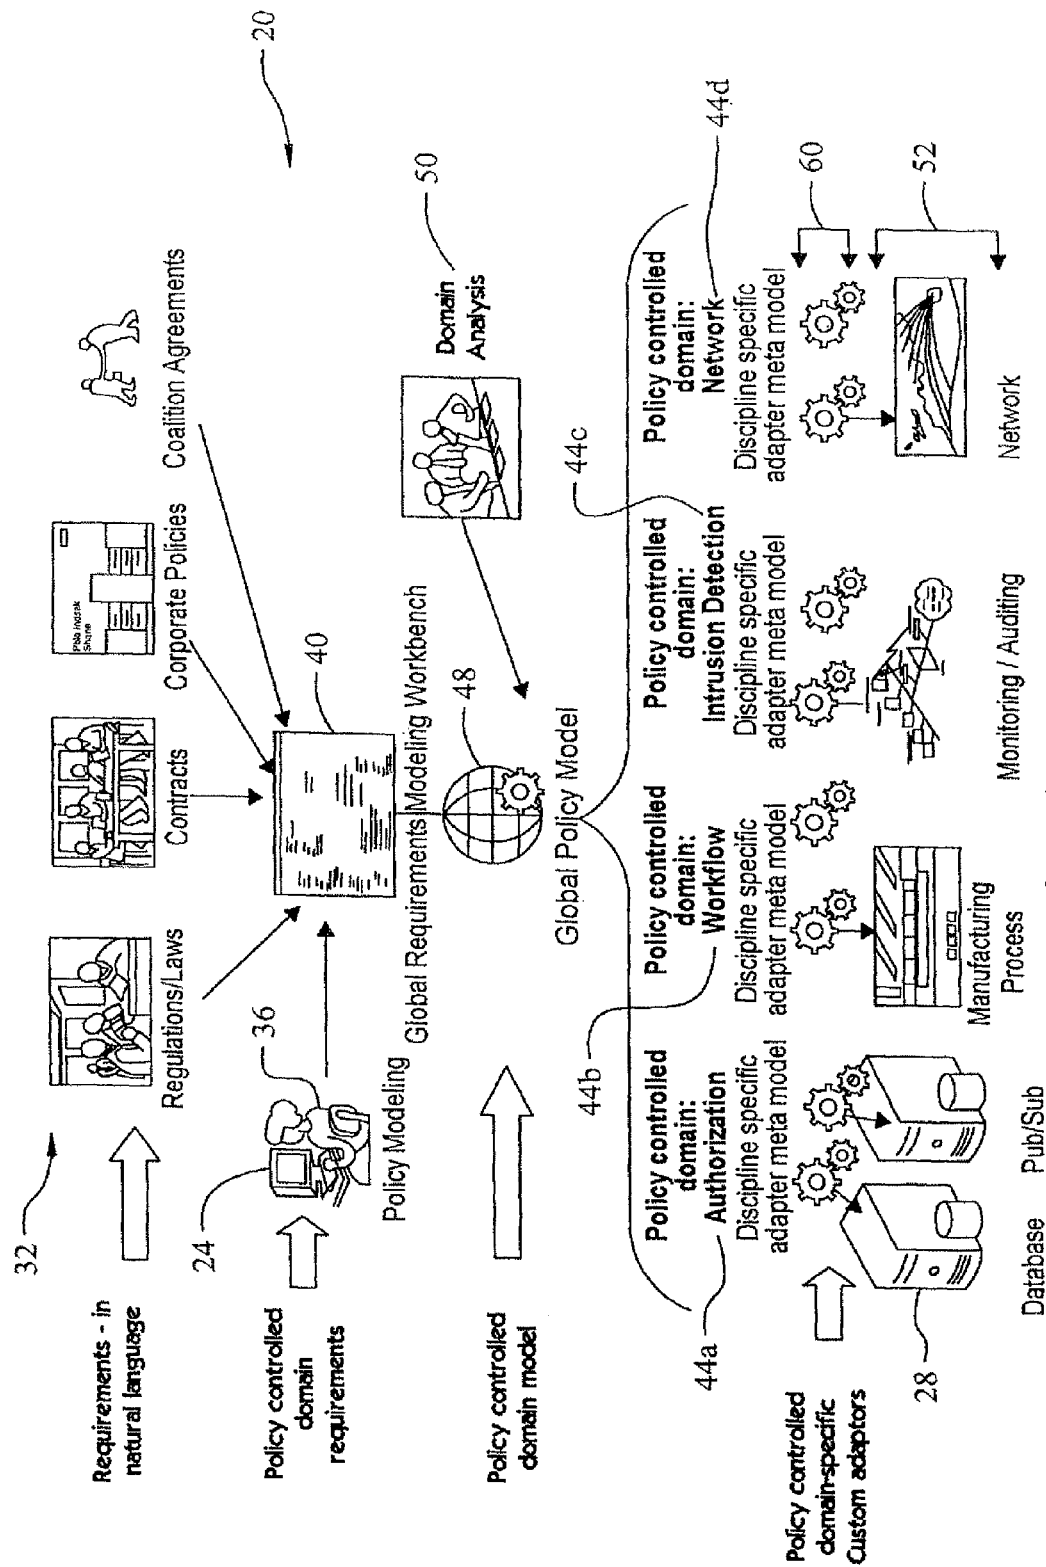 20
32
Requirements - in
natural language
Regulations/Laws
Contracts
Corporate Policies
Coalition Agreements
24
36
Policy controlled
domain
requirements
Policy Modeling
40
Global Requirements Modeling Workbench
50
Domain
Analysis
48
Policy controlled
domain model
Global Policy Model
44a
Policy controlled
domain:
Authorization
Discipline specific
adapter meta model
44b
Policy controlled
domain:
Workflow
Discipline specific
adapter meta model
44c
Policy controlled
domain:
Intrusion Detection
Discipline specific
adapter meta model
44d
Policy controlled
domain:
Network
Discipline specific
adapter meta model
60
52
Policy controlled
domain-specific
Custom adaptors
28
Database
Pub/Sub
Manufacturing
Process
Monitoring / Auditing
Network